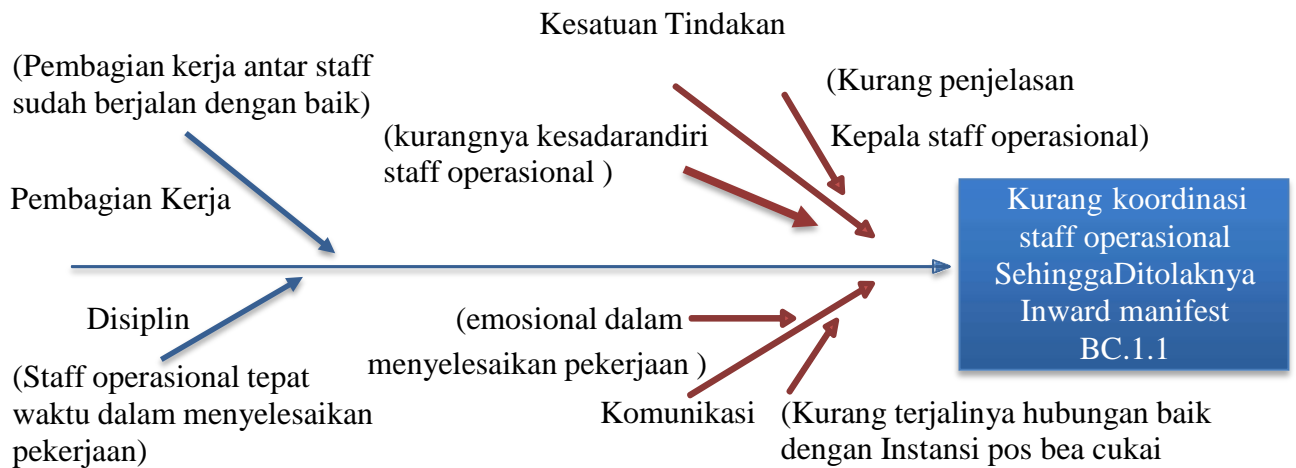 Kesatuan Tindakan
(Pembagian kerja antar staff
sudah berjalan dengan baik)
(Kurang penjelasan
Kepala staff operasional)
(kurangnya kesadarandiri
staff operasional )
Pembagian Kerja
Kurang koordinasi
staff operasional
SehinggaDitolaknya
Inward manifest
BC.1.1
Disiplin
(Staff operasional tepat
waktu dalam menyelesaikan
pekerjaan)
(emosional dalam
menyelesaikan pekerjaan )
Komunikasi
(Kurang terjalinya hubungan baik
dengan Instansi pos bea cukai